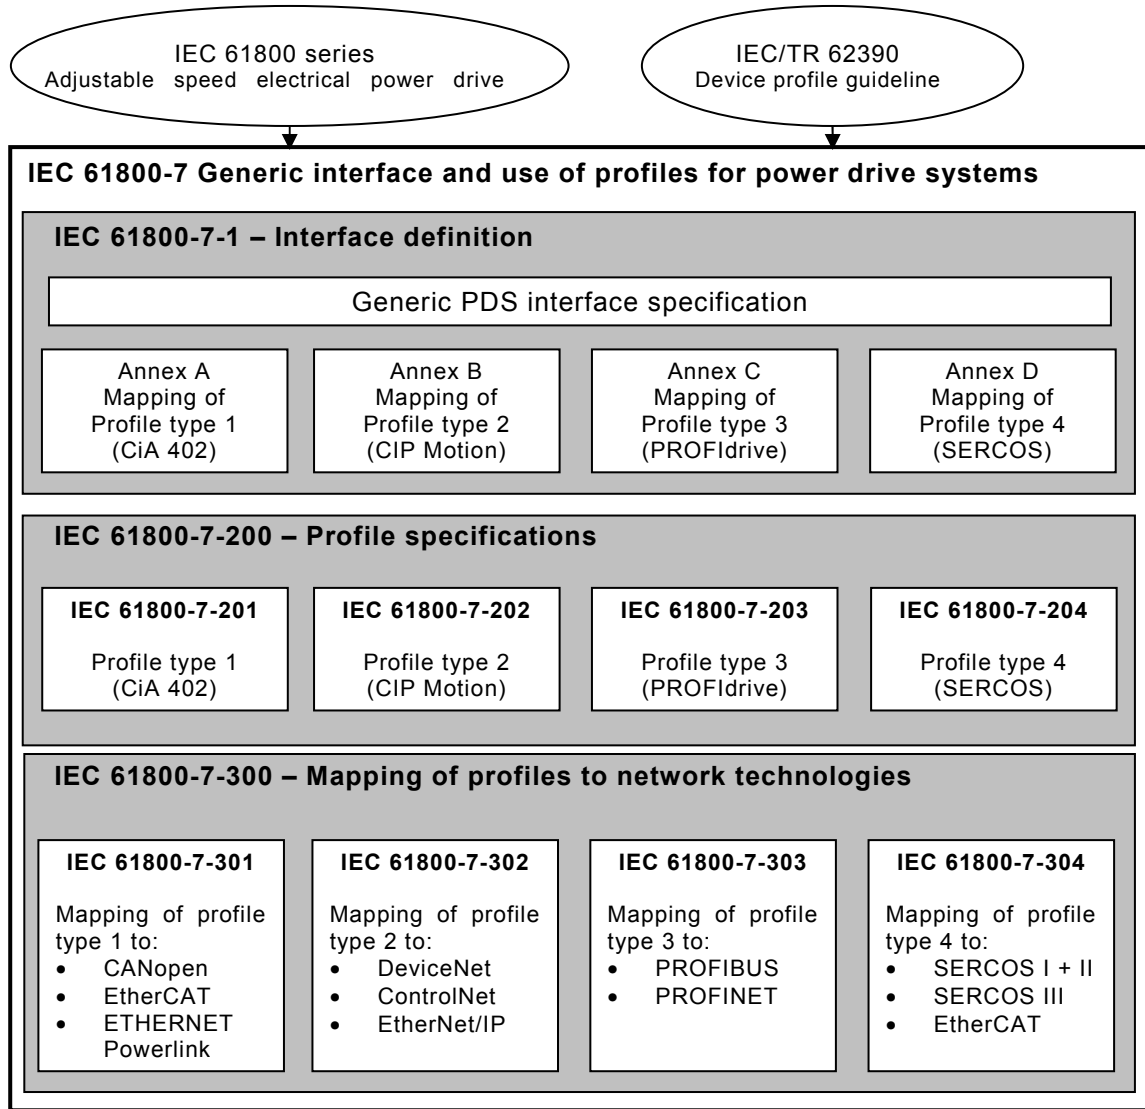 IEC 61800 series
Adjustable speed electrical power drive
IEC/TR 62390
Device profile guideline
IEC 61800-7 Generic interface and use of profiles for power drive systems
IEC 61800-7-1 – Interface definition
Generic PDS interface specification
Annex A
Mapping of
Profile type 1
(CiA 402)
Annex B
Mapping of
Profile type 2
(CIP Motion)
Annex C
Mapping of
Profile type 3
(PROFIdrive)
Annex D
Mapping of
Profile type 4
(SERCOS)
IEC 61800-7-200 – Profile specifications
IEC 61800-7-201
Profile type 1
(CiA 402)
IEC 61800-7-202
Profile type 2
(CIP Motion)
IEC 61800-7-203
Profile type 3
(PROFIdrive)
IEC 61800-7-204
Profile type 4
(SERCOS)
IEC 61800-7-300 – Mapping of profiles to network technologies
IEC 61800-7-301
Mapping of profile
type 1 to:
• CANopen
• EtherCAT
• ETHERNET
Powerlink
IEC 61800-7-302
Mapping of profile
type 2 to:
• DeviceNet
• ControlNet
• EtherNet/IP
IEC 61800-7-303
Mapping of profile
type 3 to:
• PROFIBUS
• PROFINET
IEC 61800-7-304
Mapping of profile
type 4 to:
• SERCOS I + II
• SERCOS III
• EtherCAT